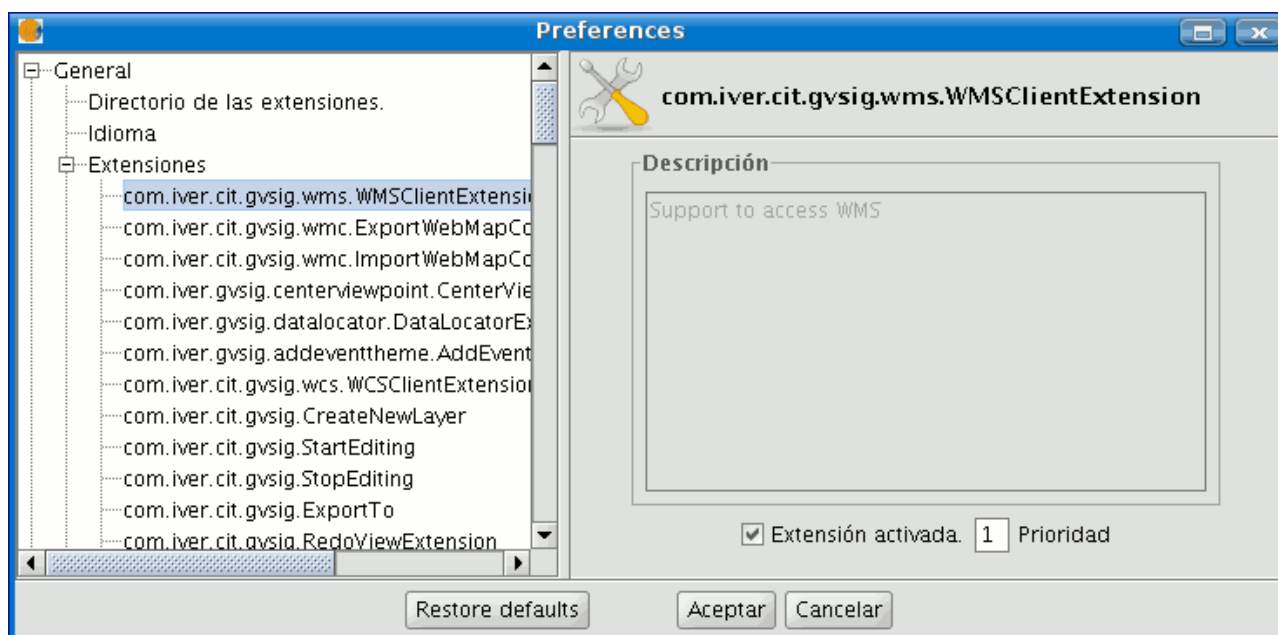 Preferences
General
Directorio de las extensiones.
Idioma
Extensiones
com.iver.cit.gvsig.wms.WMSClientExtensi
com.iver.cit.gvsig.wmc.ExportWebMapCo
com.iver.cit.gvsig.wmc.ImportWebMapCo
com.iver.gvsig.centerviewpoint.CenterVie
com.iver.gvsig.datalocator.DataLocatorEx
com.iver.gvsig.addeventtheme.AddEvent
com.iver.cit.gvsig.wcs.WCSClientExtension
com.iver.cit.gvsig.CreateNewLayer
com.iver.cit.gvsig.StartEditing
com.iver.cit.gvsig.StopEditing
com.iver.cit.gvsig.ExportTo
com.iver.cit.gvsig.RedoViewExtension
com.iver.cit.gvsig.wms.WMSClientExtension
Descripción
Support to access WMS
Extensión activada. 1 Prioridad
Restore defaults Aceptar Cancelar